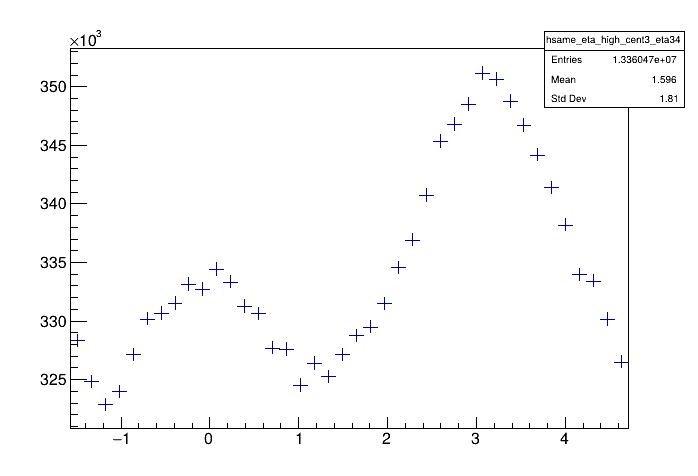 ×10³
hsame_eta_high_cent3_eta34
Entries 1.336047e+07
Mean 1.596
Std Dev 1.81
350
345
340
335
330
325
−1 0 1 2 3 4